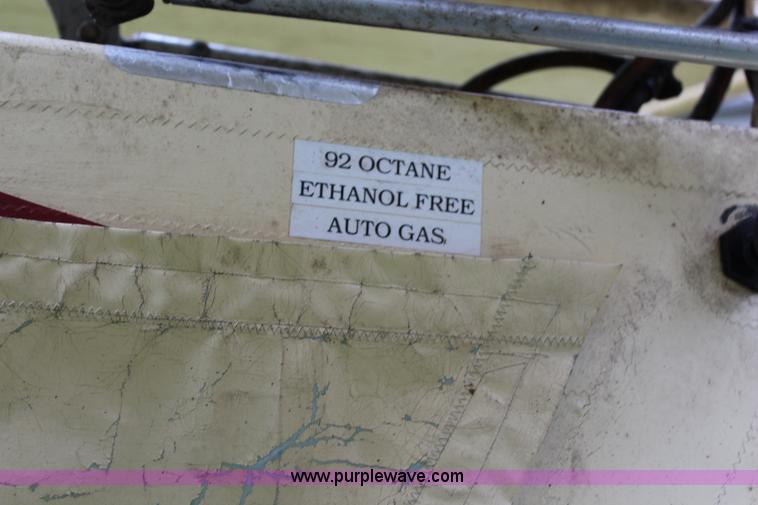 92 OCTANE
ETHANOL FREE
AUTO GAS
www.purplewave.com